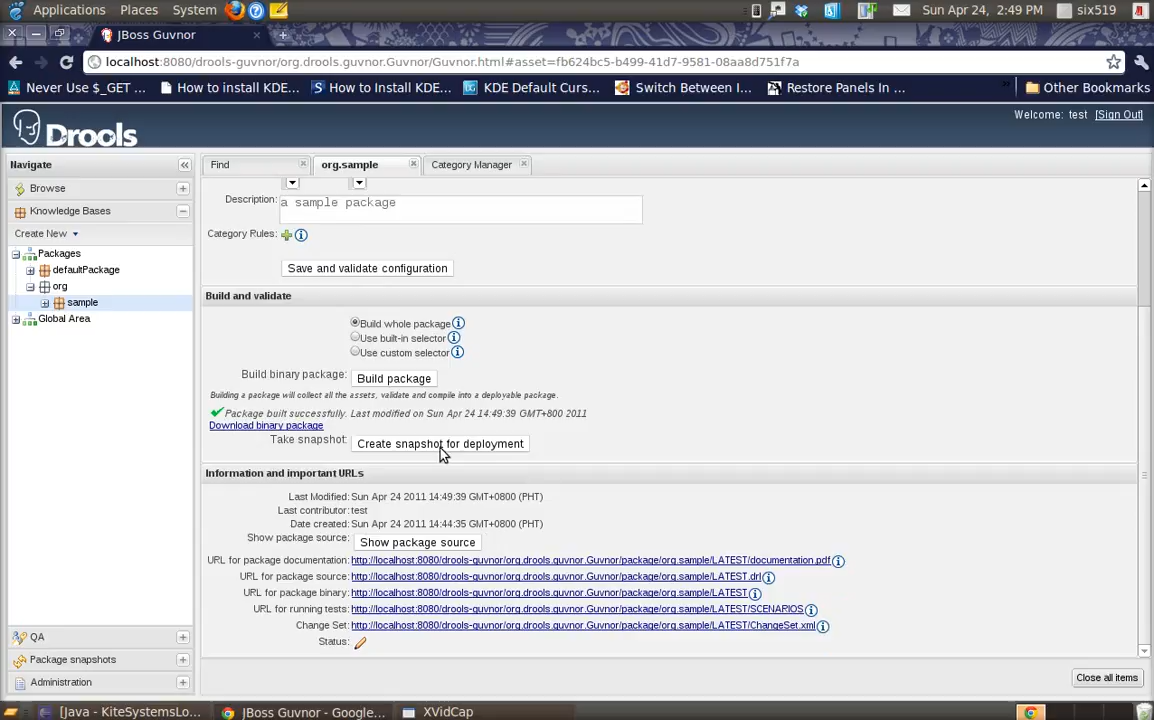 Applications Places System Sun Apr 24, 2:49 PM six519
JBoss Guvnor
localhost:8080/drools-guvnor/org.drools.guvnor.Guvnor/Guvnor.html#asset=fb624bc5-b499-41d7-9581-08aa8d751f7a
Never Use $_GET ... How to install KDE... How to Install KDE... KDE Default Curs... Switch Between I... Restore Panels In ... Other Bookmarks
Drools
Welcome: test [Sign Out]
Navigate
Find org.sample Category Manager
Browse
Knowledge Bases
Create New
Packages
defaultPackage
org
sample
Global Area
QA
Package snapshots
Administration
Description: a sample package
Category Rules:
Save and validate configuration
Build and validate
Build whole package
Use built-in selector
Use custom selector
Build binary package: Build package
Building a package will collect all the assets, validate and compile into a deployable package.
Package built successfully. Last modified on Sun Apr 24 14:49:39 GMT+800 2011
Download binary package
Take snapshot: Create snapshot for deployment
Information and important URLs
Last Modified: Sun Apr 24 2011 14:49:39 GMT+0800 (PHT)
Last contributor: test
Date created: Sun Apr 24 2011 14:44:35 GMT+0800 (PHT)
Show package source: Show package source
URL for package documentation: http://localhost:8080/drools-guvnor/org.drools.guvnor.Guvnor/package/org.sample/LATEST/documentation.pdf
URL for package source: http://localhost:8080/drools-guvnor/org.drools.guvnor.Guvnor/package/org.sample/LATEST.drl
URL for package binary: http://localhost:8080/drools-guvnor/org.drools.guvnor.Guvnor/package/org.sample/LATEST
URL for running tests: http://localhost:8080/drools-guvnor/org.drools.guvnor.Guvnor/package/org.sample/LATEST/SCENARIOS
Change Set: http://localhost:8080/drools-guvnor/org.drools.guvnor.Guvnor/package/org.sample/LATEST/ChangeSet.xml
Status:
Close all items
[Java - KiteSystemsLo... JBoss Guvnor - Google... XVidCap